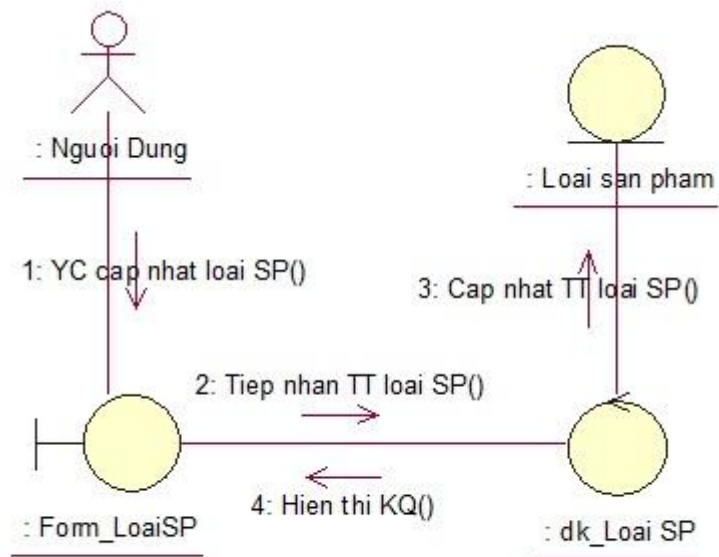 : Nguoi Dung
: Loai san pham
1: YC cap nhat loai SP()
3: Cap nhat TT loai SP()
2: Tiep nhan TT loai SP()
4: Hien thi KQ()
: Form_LoaiSP
: dk_Loai SP